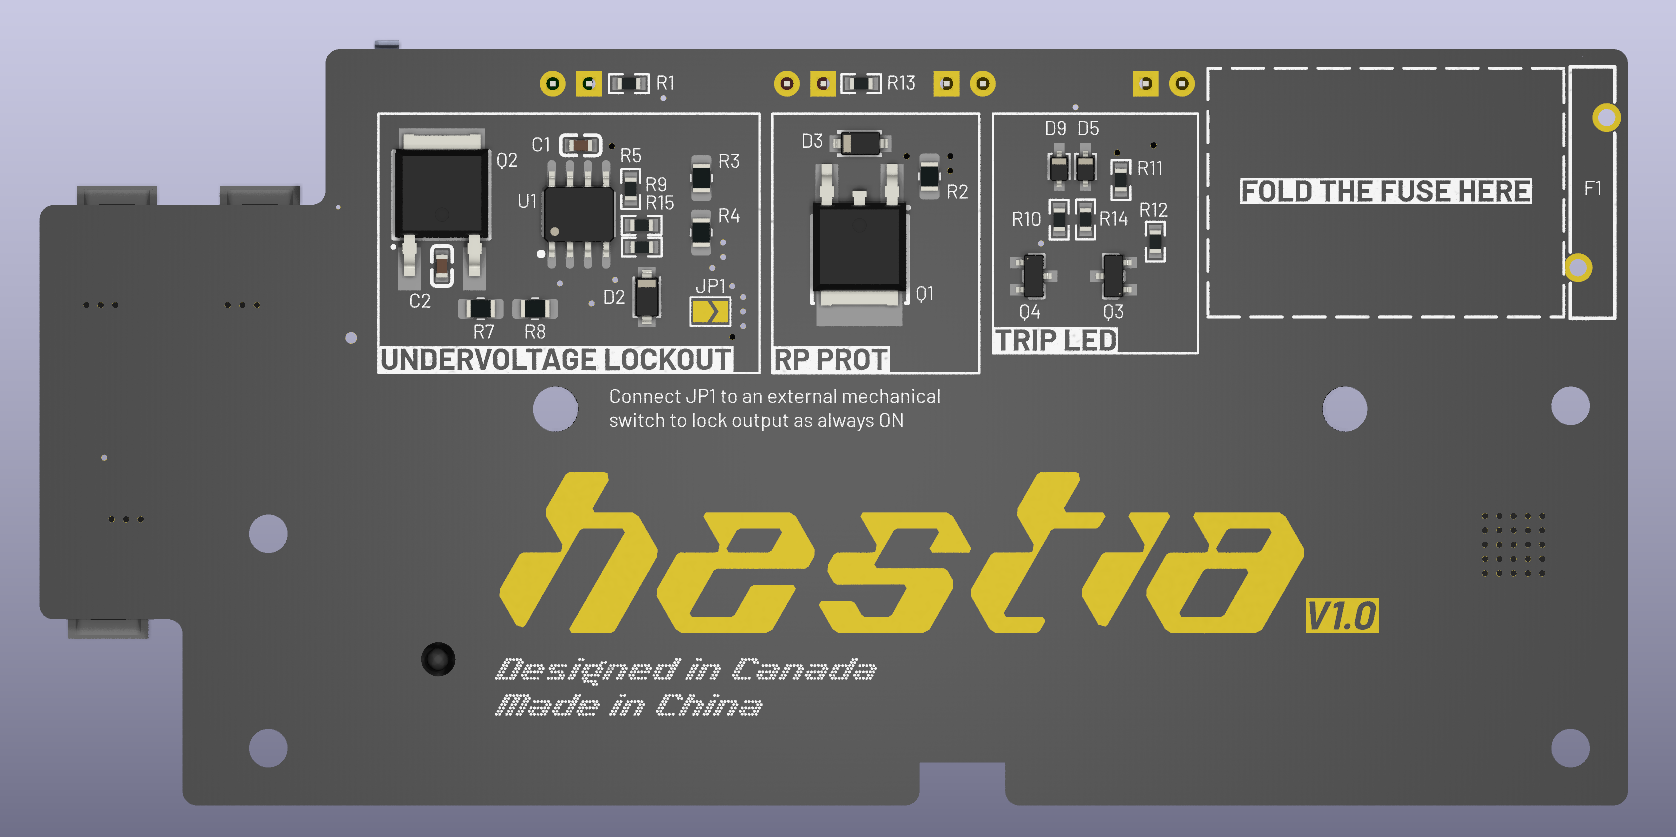 R1
R13
C1
Q2
R5
R3
R9
U1
R15
R4
C2
D2
JP1
R7
R8
UNDERVOLTAGE LOCKOUT
D3
R2
Q1
RP PROT
D9
D5
R11
R10
R14
R12
Q4
Q3
TRIP LED
FOLD THE FUSE HERE
F1
Connect JP1 to an external mechanical
switch to lock output as always ON
hestia
V1.0
Designed in Canada
Made in China